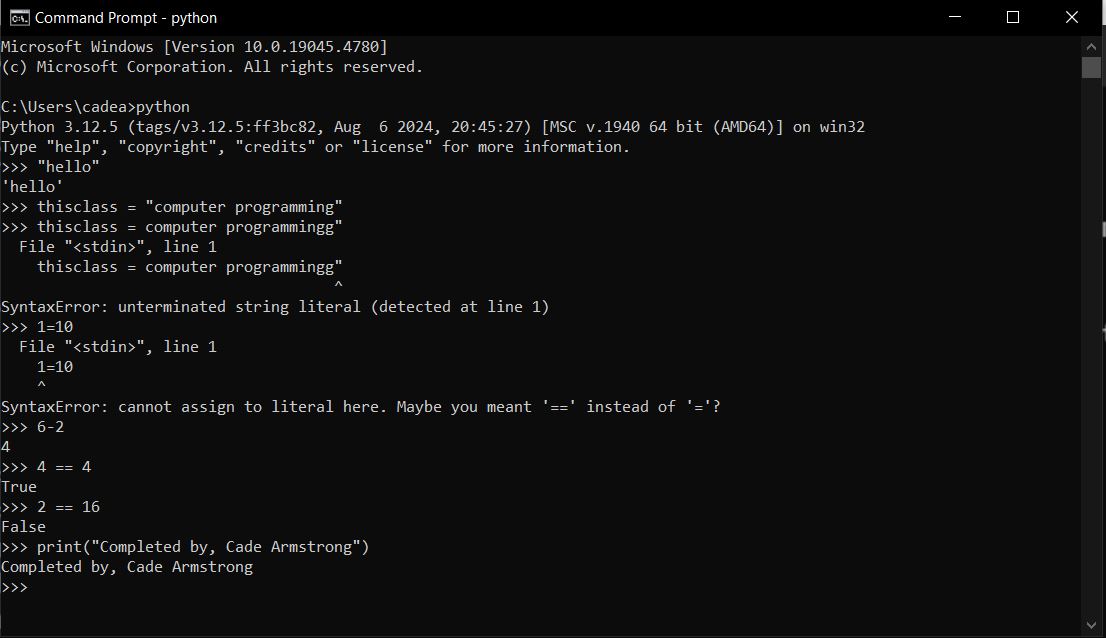 Command Prompt - python
Microsoft Windows [Version 10.0.19045.4780]
(c) Microsoft Corporation. All rights reserved.
C:\Users\cadea>python
Python 3.12.5 (tags/v3.12.5:ff3bc82, Aug  6 2024, 20:45:27) [MSC v.1940 64 bit (AMD64)] on win32
Type "help", "copyright", "credits" or "license" for more information.
>>> "hello"
'hello'
>>> thisclass = "computer programming"
>>> thisclass = computer programmingg"
  File "<stdin>", line 1
    thisclass = computer programmingg"
                                     ^
SyntaxError: unterminated string literal (detected at line 1)
>>> 1=10
  File "<stdin>", line 1
    1=10
    ^
SyntaxError: cannot assign to literal here. Maybe you meant '==' instead of '='?
>>> 6-2
4
>>> 4 == 4
True
>>> 2 == 16
False
>>> print("Completed by, Cade Armstrong")
Completed by, Cade Armstrong
>>>